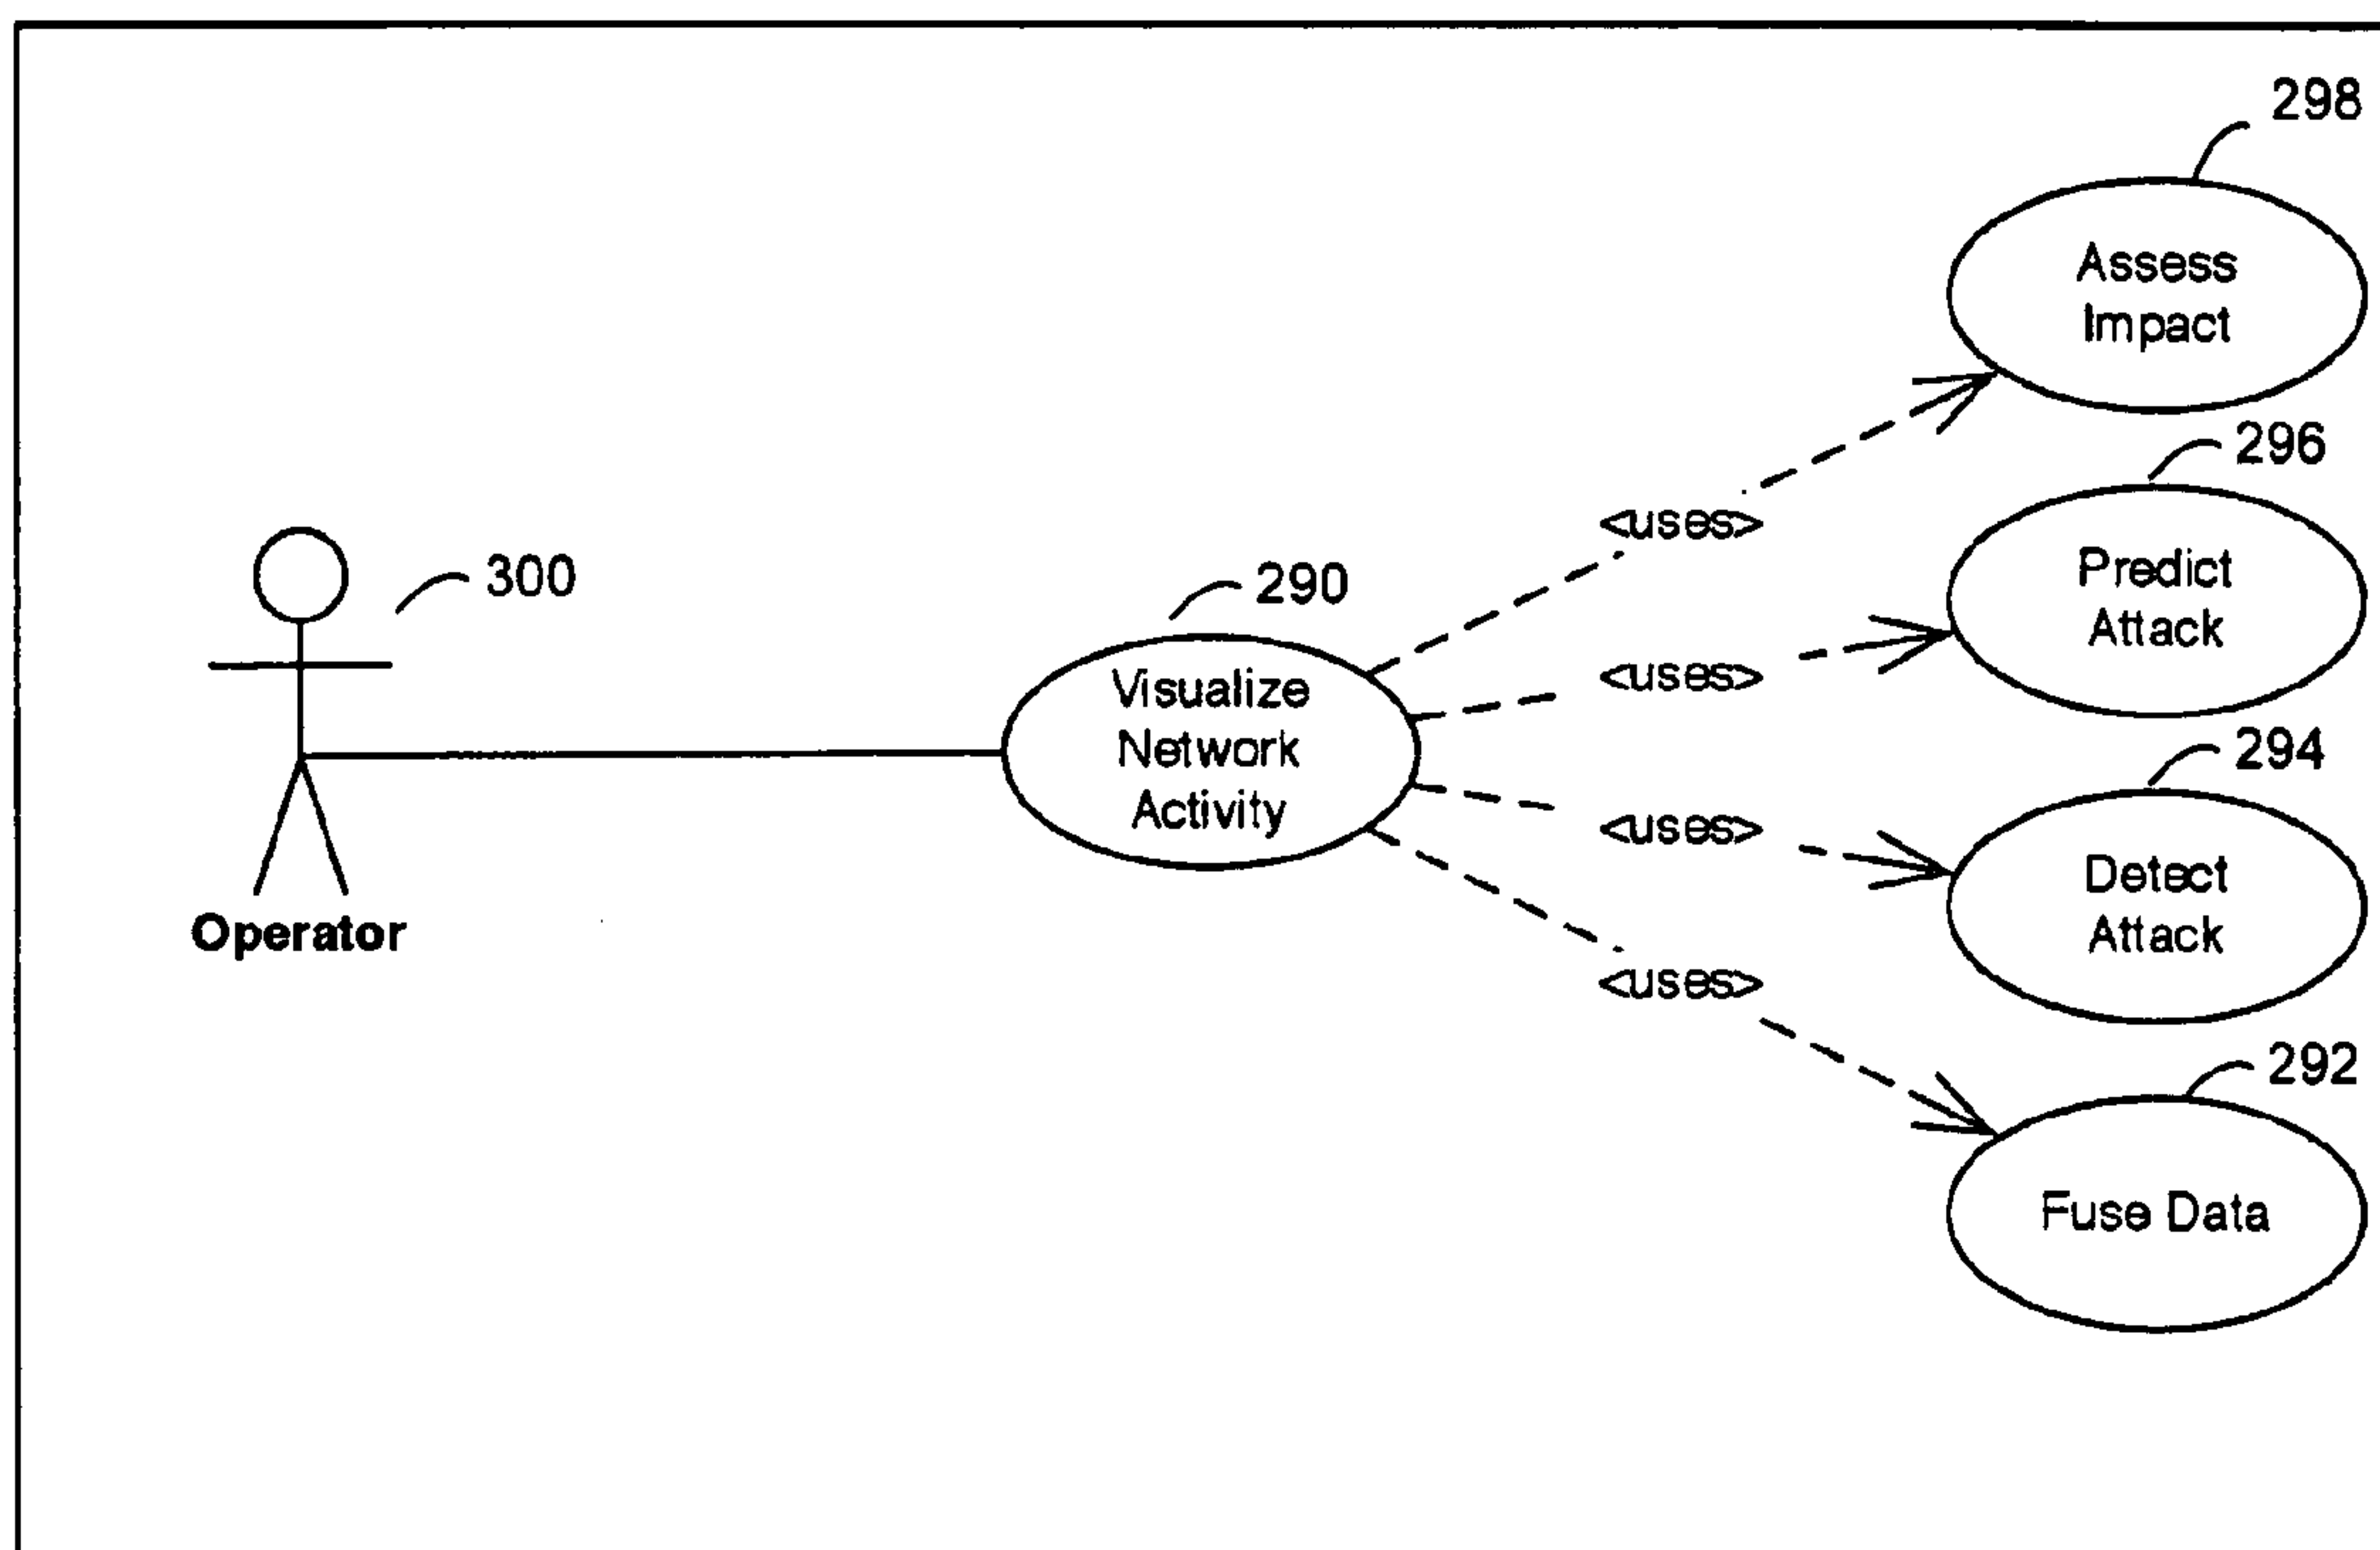 298
Assess
Impact
<uses>
296
Predict
Attack
300
290
Visualize
Network
Activity
<uses>
294
<uses>
Detect
Attack
Operator
<uses>
292
Fuse Data